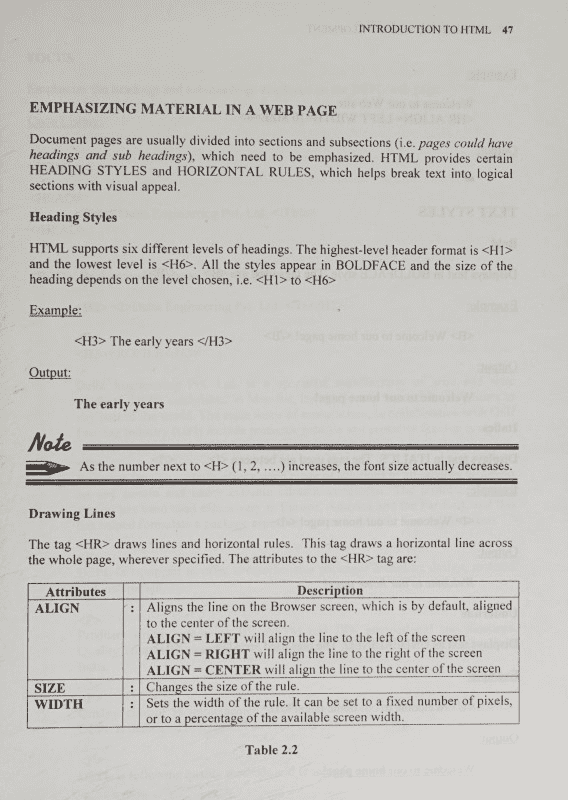 INTRODUCTION TO HTML 47
EMPHASIZING MATERIAL IN A WEB PAGE
Document pages are usually divided into sections and subsections (i.e. pages could have
headings and sub headings), which need to be emphasized. HTML provides certain
HEADING STYLES and HORIZONTAL RULES, which helps break text into logical
sections with visual appeal.
Heading Styles
HTML supports six different levels of headings. The highest-level header format is <H1>
and the lowest level is <H6>. All the styles appear in BOLDFACE and the size of the
heading depends on the level chosen, i.e. <H1> to <H6>
Example:
<H3> The early years </H3>
Output:
The early years
Note
As the number next to <H> (1, 2, ….) increases, the font size actually decreases.
Drawing Lines
The tag <HR> draws lines and horizontal rules. This tag draws a horizontal line across
the whole page, wherever specified. The attributes to the <HR> tag are:
Attributes Description
ALIGN : Aligns the line on the Browser screen, which is by default, aligned
to the center of the screen.
ALIGN = LEFT will align the line to the left of the screen
ALIGN = RIGHT will align the line to the right of the screen
ALIGN = CENTER will align the line to the center of the screen
SIZE : Changes the size of the rule.
WIDTH : Sets the width of the rule. It can be set to a fixed number of pixels,
or to a percentage of the available screen width.
Table 2.2